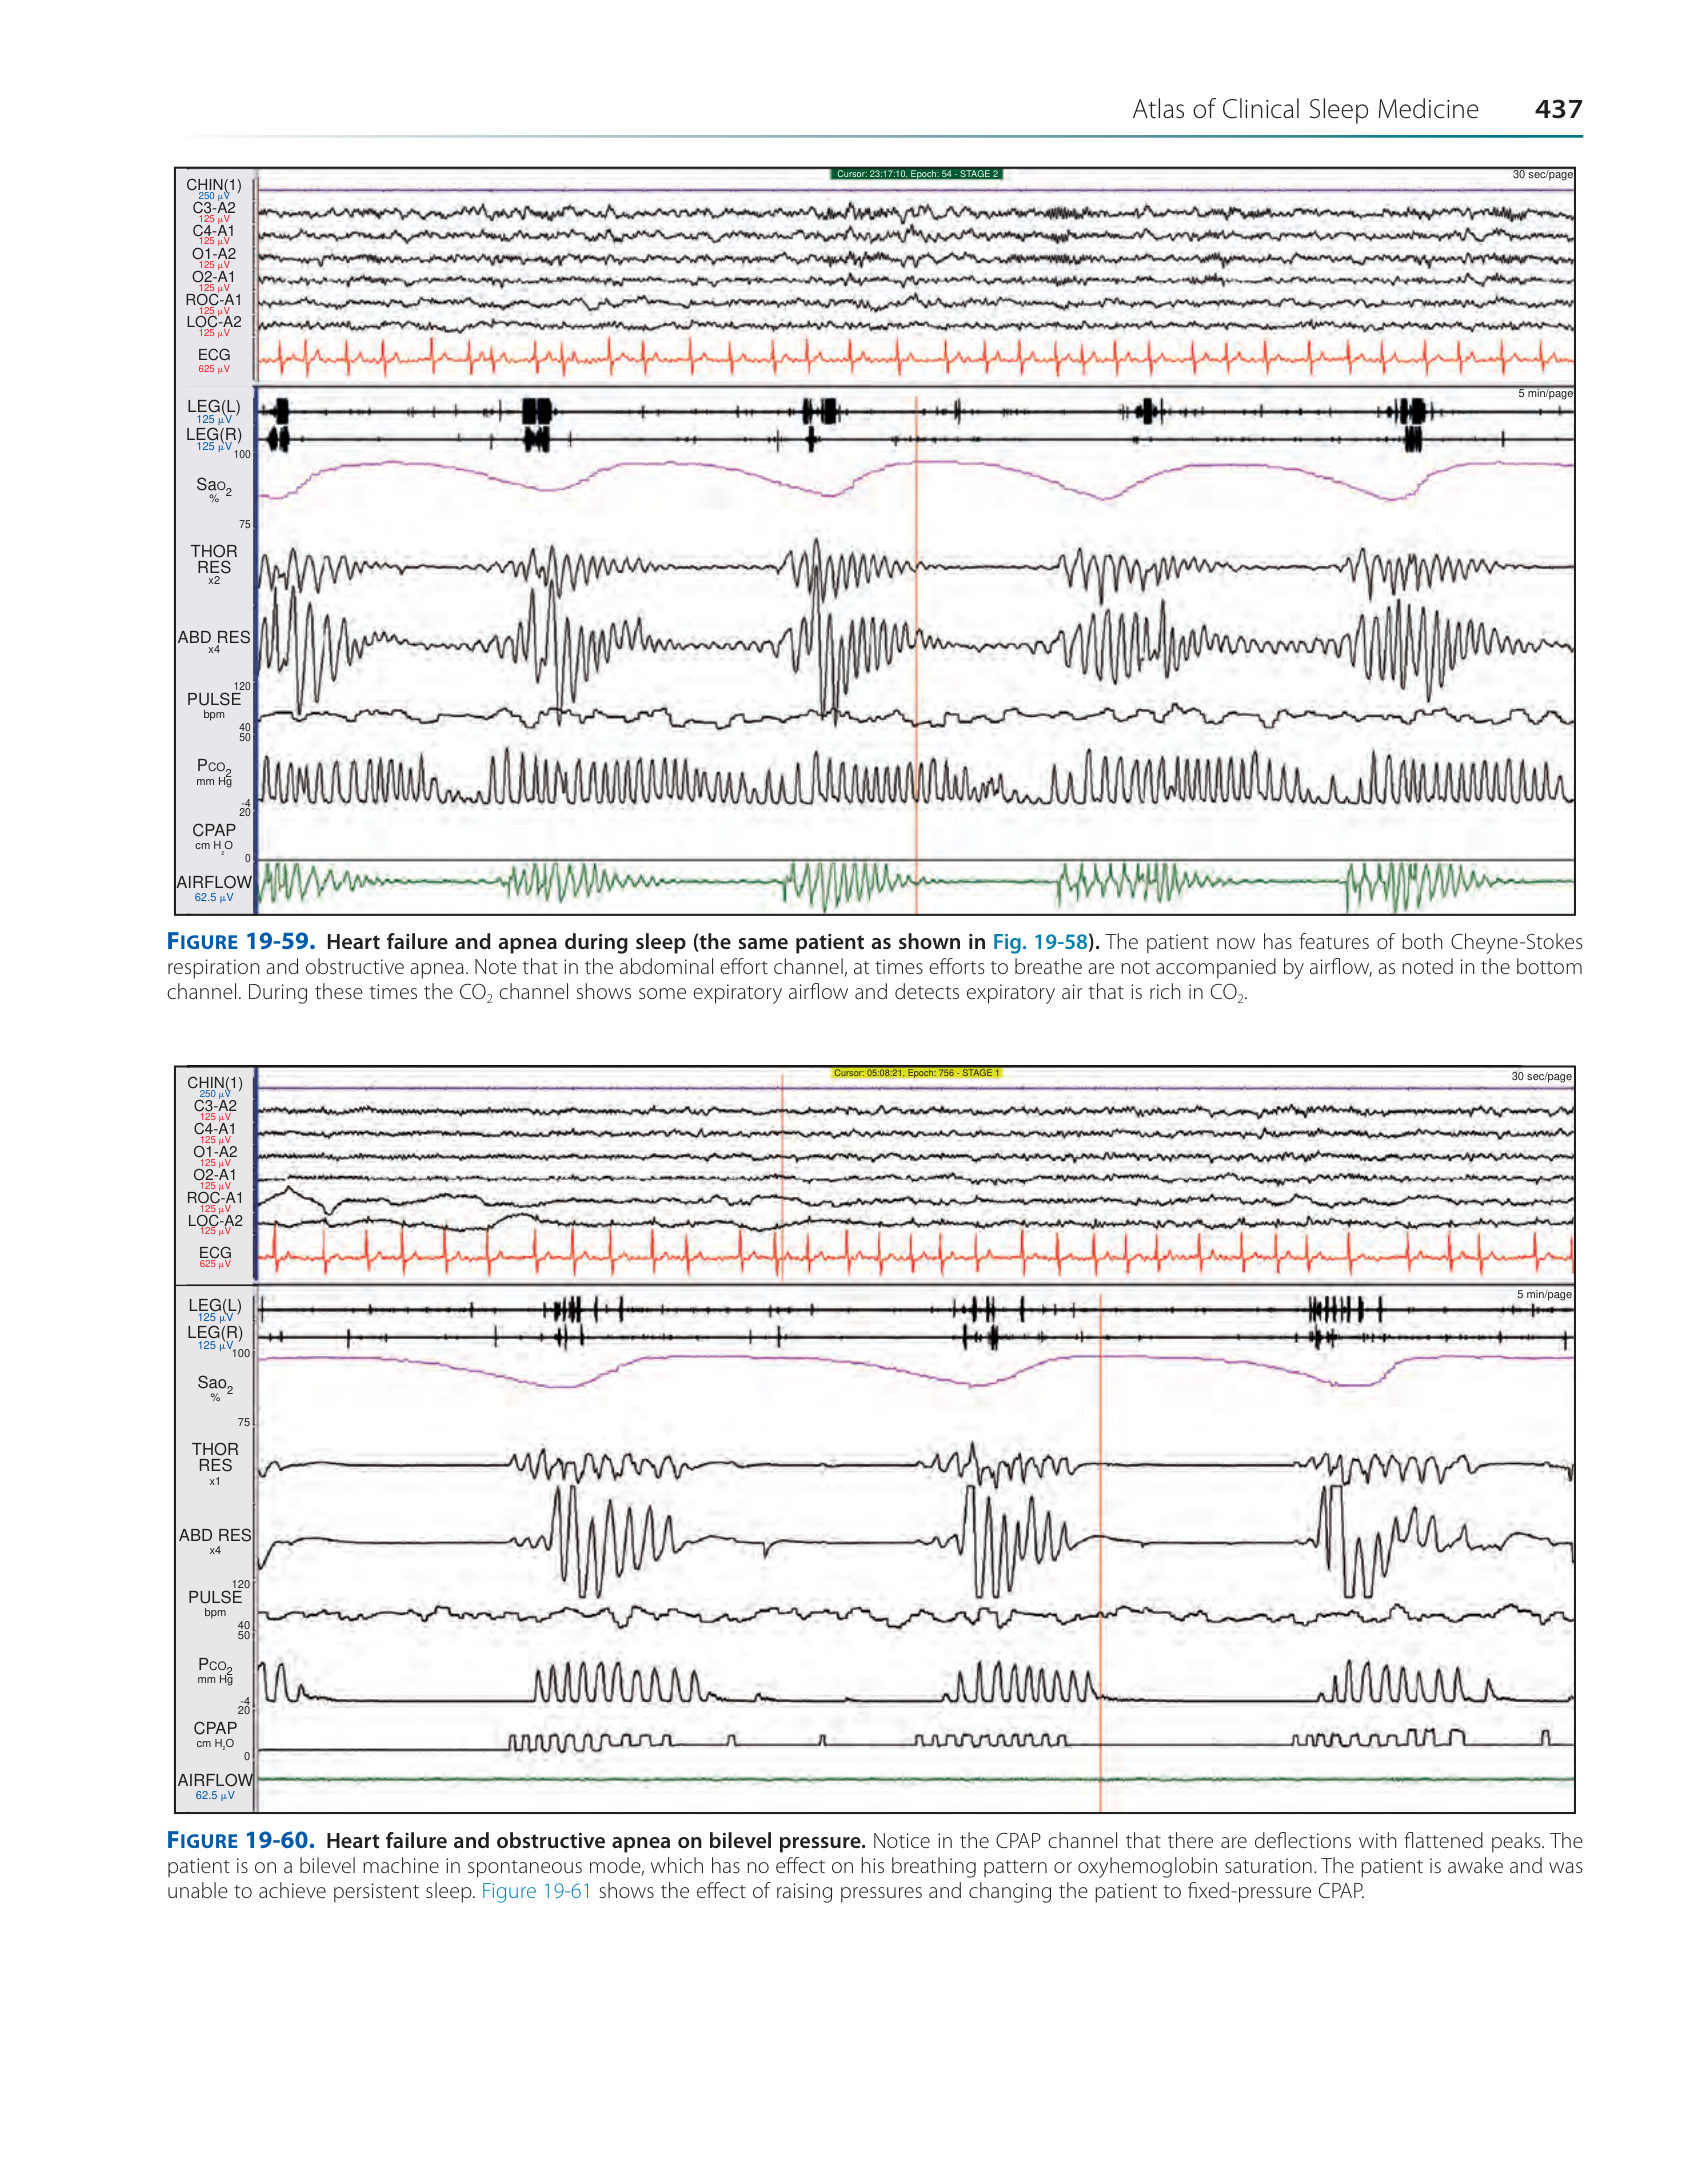 Atlas of Clinical Sleep Medicine 437
Cursor: 23:17:10, Epoch: 54 - STAGE 2
30 sec/page
CHIN(1)
250 μV
C3-A2
125 μV
C4-A1
125 μV
O1-A2
125 μV
O2-A1
125 μV
ROC-A1
125 μV
LOC-A2
125 μV
ECG
625 μV
5 min/page
LEG(L)
125 μV
LEG(R)
125 μV
100
Sao2
%
75
THOR
RES
x2
ABD RES
x4
120
PULSE
bpm
40
50
Pco2
mm Hg
-4
20
CPAP
cm H2O
0
AIRFLOW
62.5 μV
FIGURE 19-59. Heart failure and apnea during sleep (the same patient as shown in Fig. 19-58). The patient now has features of both Cheyne-Stokes
respiration and obstructive apnea. Note that in the abdominal effort channel, at times efforts to breathe are not accompanied by airflow, as noted in the bottom
channel. During these times the CO2 channel shows some expiratory airflow and detects expiratory air that is rich in CO2.
Cursor: 05:08:21, Epoch: 756 - STAGE 1
30 sec/page
CHIN(1)
250 μV
C3-A2
125 μV
C4-A1
125 μV
O1-A2
125 μV
O2-A1
125 μV
ROC-A1
125 μV
LOC-A2
125 μV
ECG
625 μV
5 min/page
LEG(L)
125 μV
LEG(R)
125 μV
100
Sao2
%
75
THOR
RES
x1
ABD RES
x4
120
PULSE
bpm
40
50
Pco2
mm Hg
-4
20
CPAP
cm H2O
0
AIRFLOW
62.5 μV
FIGURE 19-60. Heart failure and obstructive apnea on bilevel pressure. Notice in the CPAP channel that there are deflections with flattened peaks. The
patient is on a bilevel machine in spontaneous mode, which has no effect on his breathing pattern or oxyhemoglobin saturation. The patient is awake and was
unable to achieve persistent sleep. Figure 19-61 shows the effect of raising pressures and changing the patient to fixed-pressure CPAP.